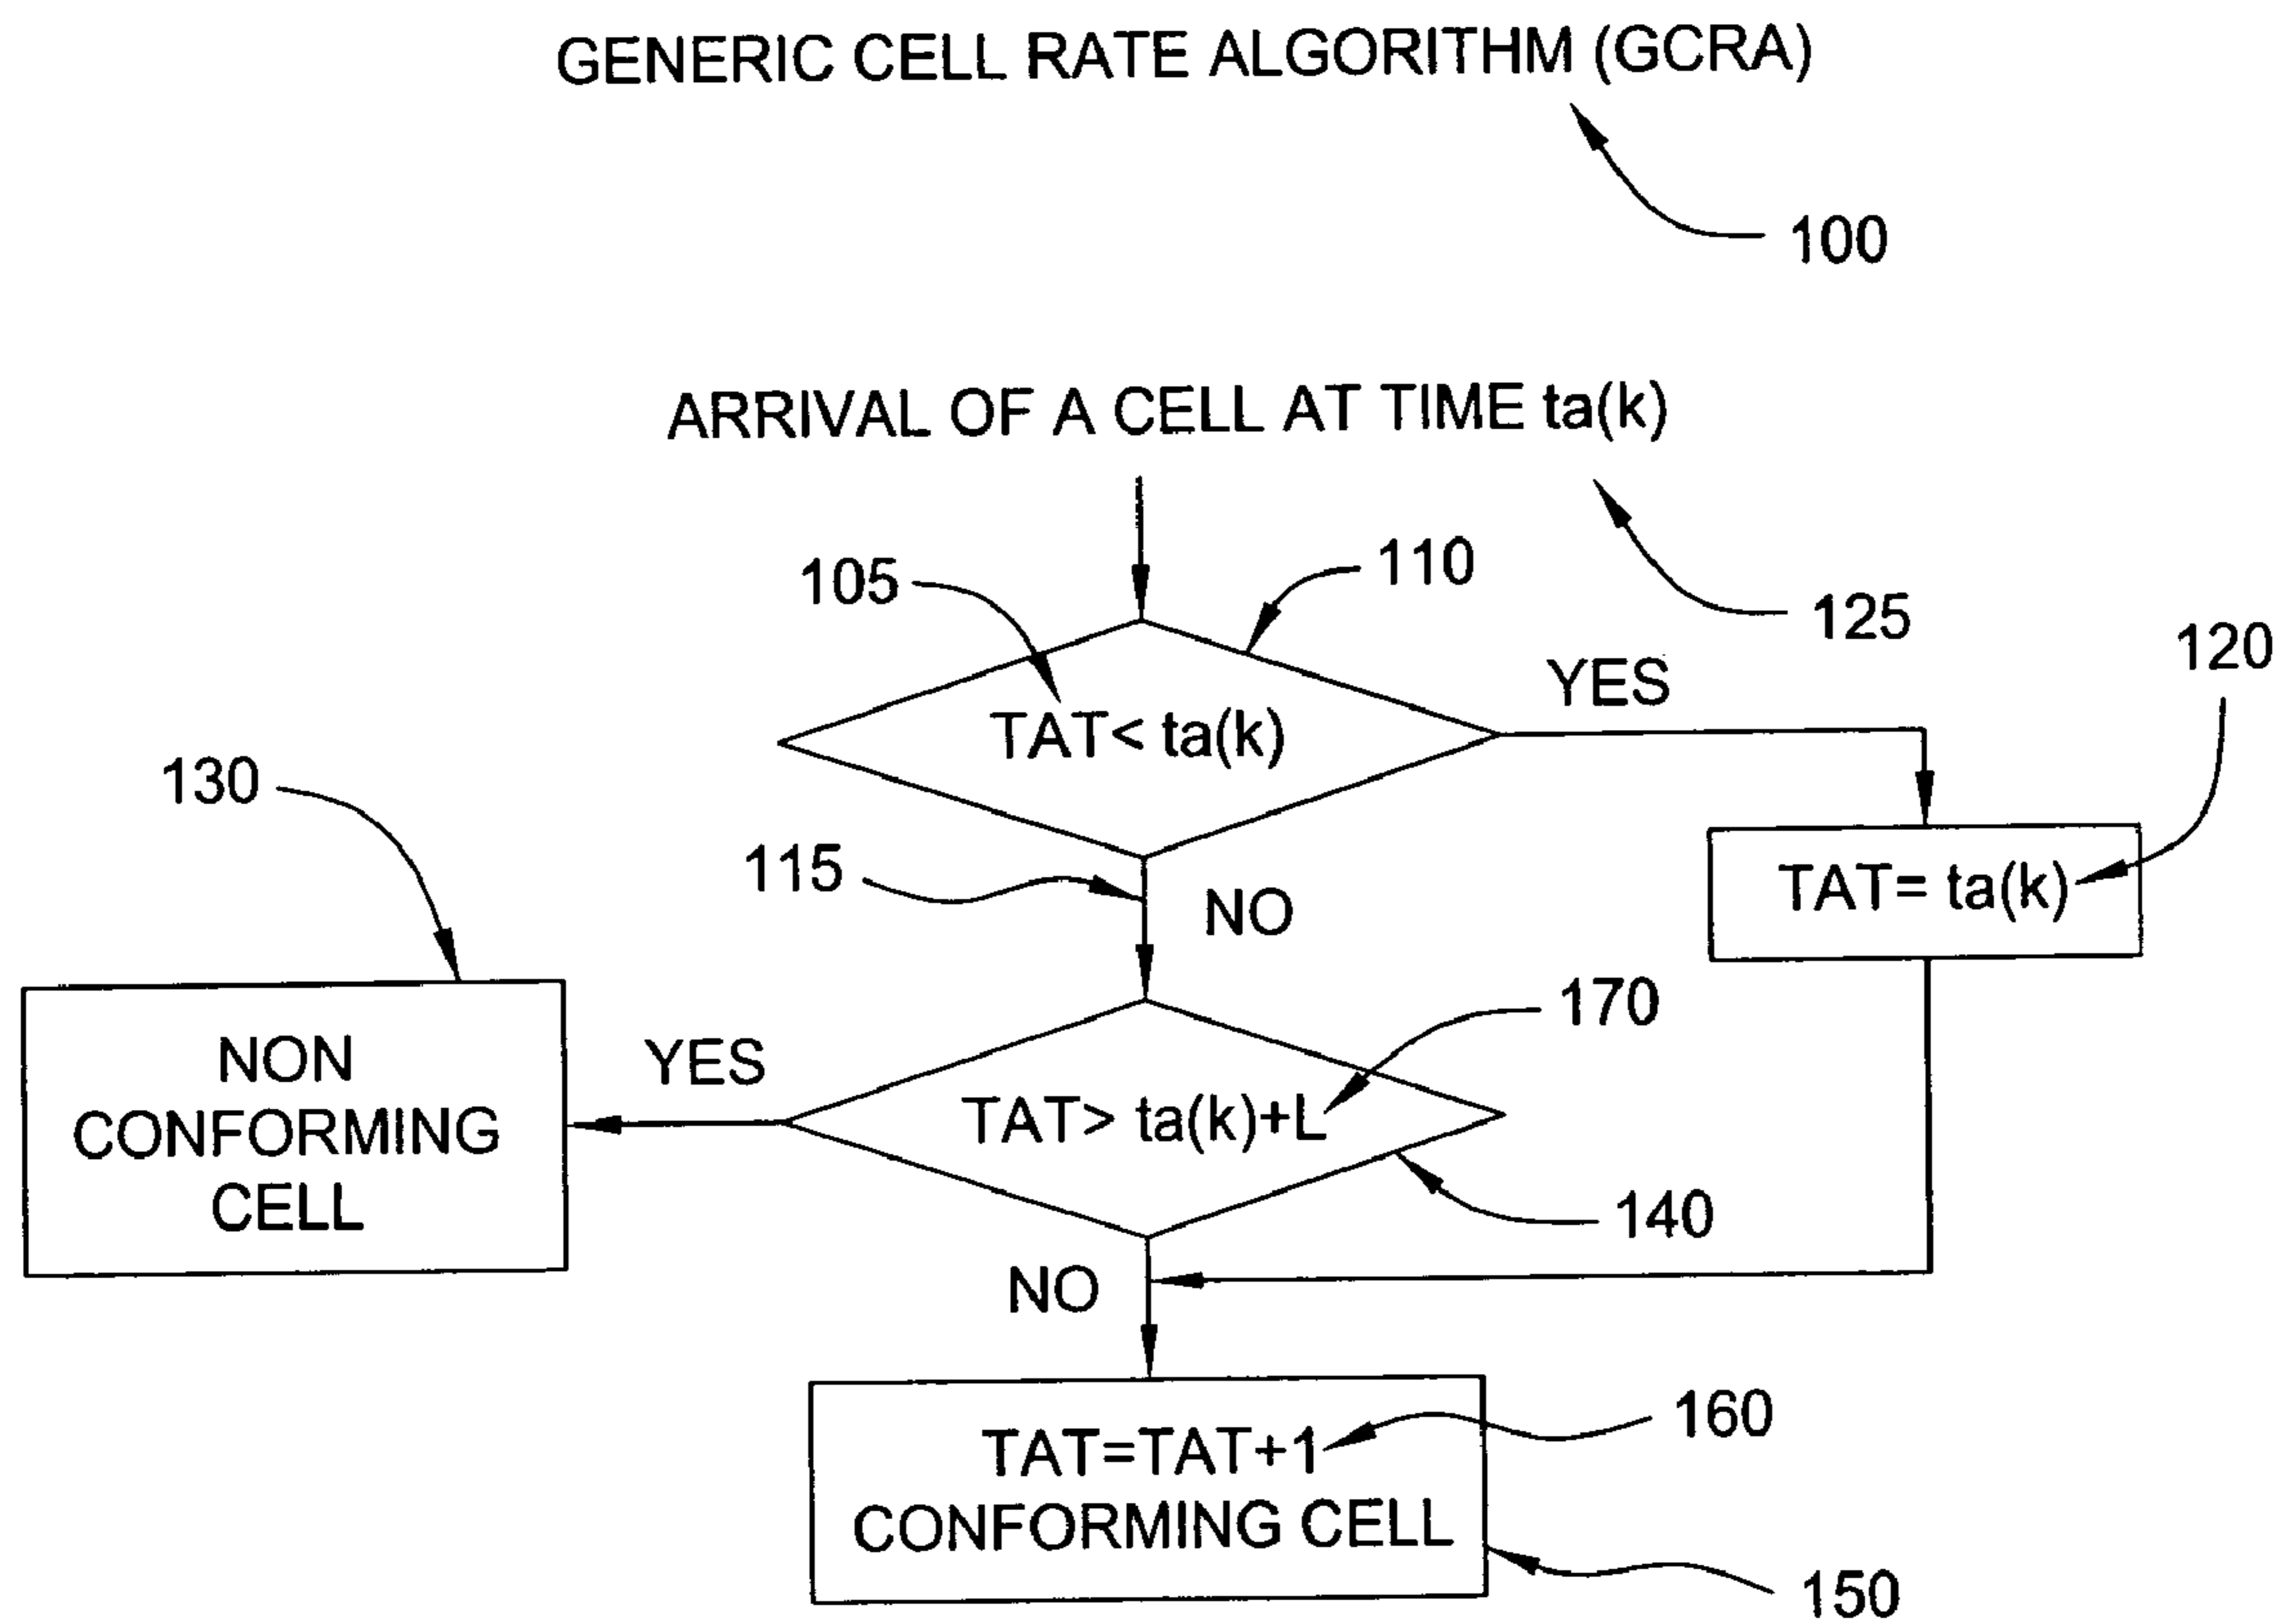 GENERIC CELL RATE ALGORITHM (GCRA)
100
ARRIVAL OF A CELL AT TIME ta(k)
105
110
125
120
TAT< ta(k)
YES
130
115
NO
TAT= ta(k)
170
NON
CONFORMING
CELL
YES
TAT> ta(k)+L
140
NO
160
TAT=TAT+1
CONFORMING CELL
150